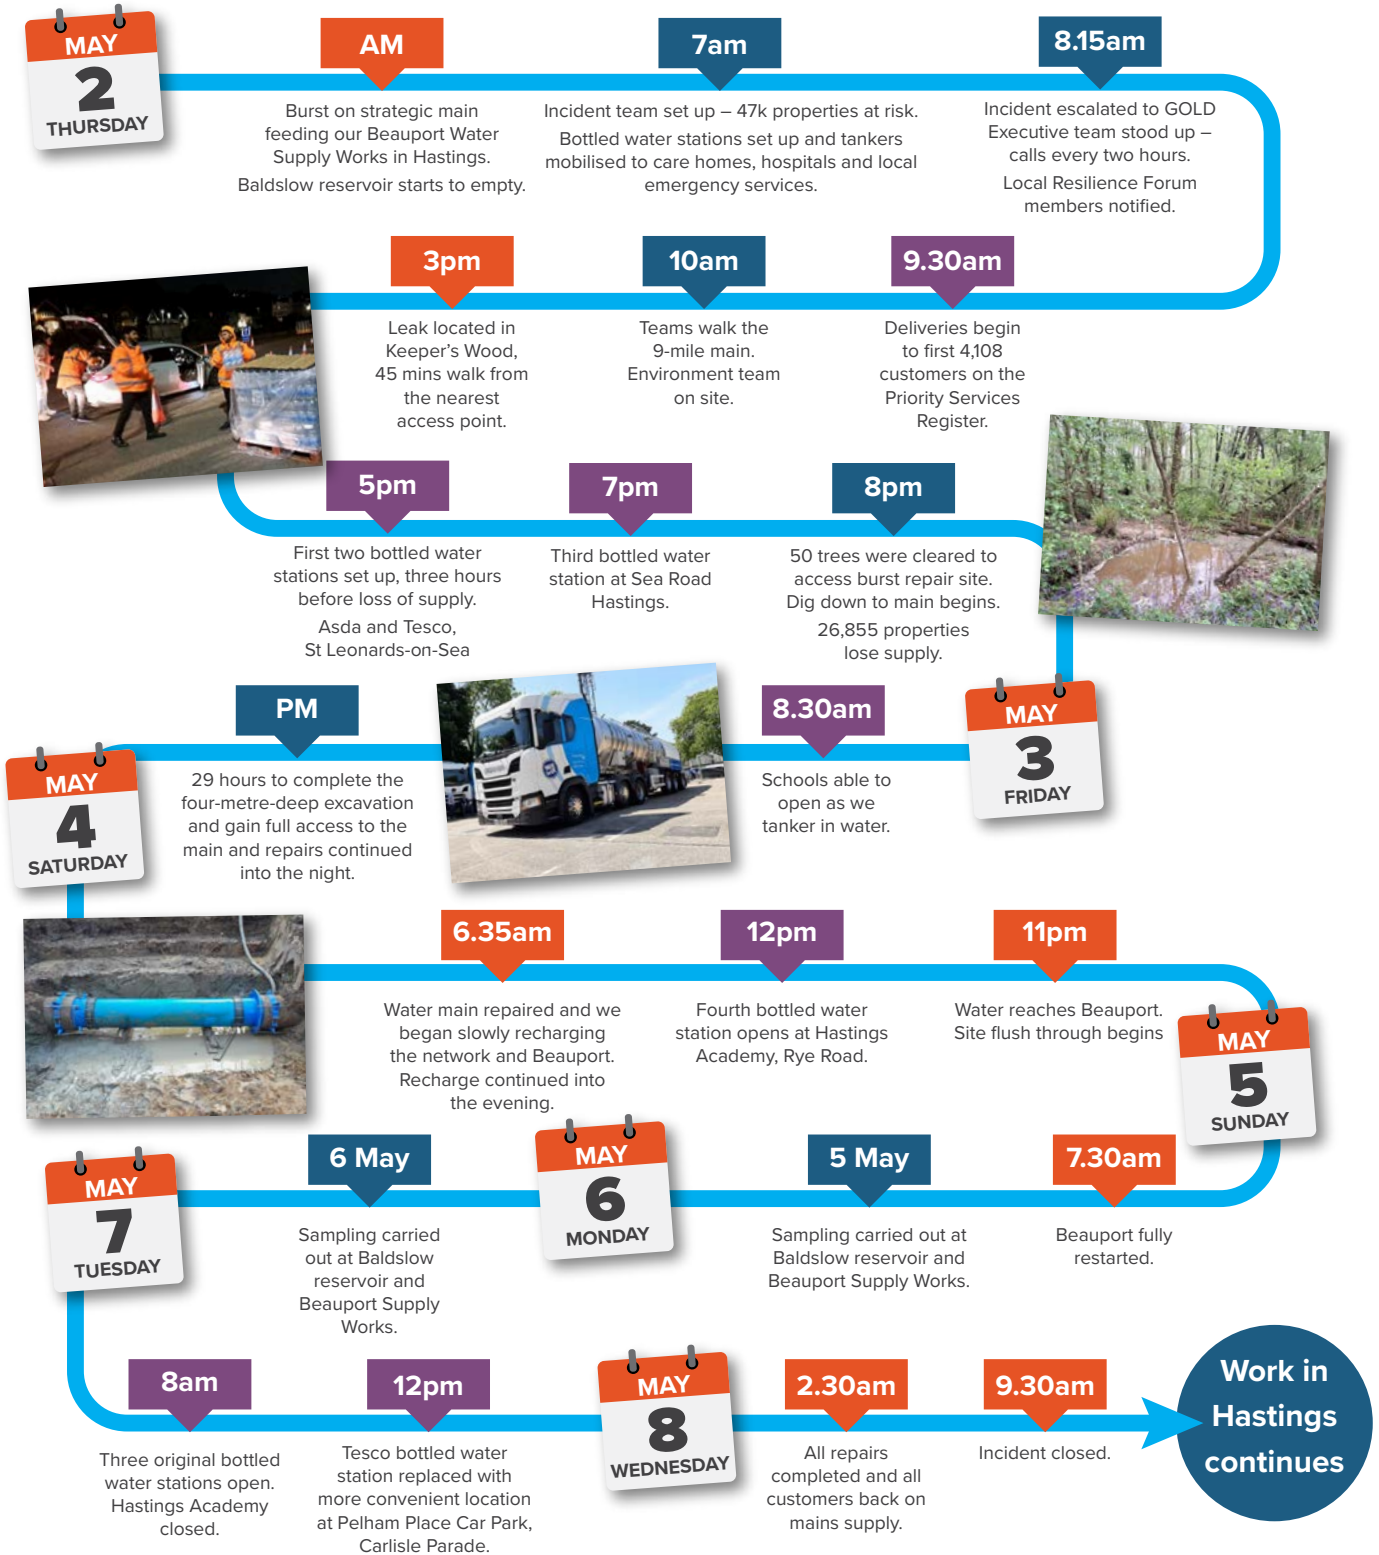 MAY
2
THURSDAY
AM
Burst on strategic main
feeding our Beauport Water
Supply Works in Hastings.
Baldslow reservoir starts to empty.
7am
Incident team set up – 47k properties at risk.
Bottled water stations set up and tankers
mobilised to care homes, hospitals and local
emergency services.
8.15am
Incident escalated to GOLD
Executive team stood up –
calls every two hours.
Local Resilience Forum
members notified.
9.30am
Deliveries begin
to first 4,108
customers on the
Priority Services
Register.
10am
Teams walk the
9-mile main.
Environment team
on site.
3pm
Leak located in
Keeper's Wood,
45 mins walk from
the nearest
access point.
5pm
First two bottled water
stations set up, three hours
before loss of supply.
Asda and Tesco,
St Leonards-on-Sea
7pm
Third bottled water
station at Sea Road
Hastings.
8pm
50 trees were cleared to
access burst repair site.
Dig down to main begins.
26,855 properties
lose supply.
MAY
3
FRIDAY
8.30am
Schools able to
open as we
tanker in water.
PM
29 hours to complete the
four-metre-deep excavation
and gain full access to the
main and repairs continued
into the night.
MAY
4
SATURDAY
6.35am
Water main repaired and we
began slowly recharging
the network and Beauport.
Recharge continued into
the evening.
12pm
Fourth bottled water
station opens at Hastings
Academy, Rye Road.
11pm
Water reaches Beauport.
Site flush through begins
MAY
5
SUNDAY
7.30am
Beauport fully
restarted.
5 May
Sampling carried out at
Baldslow reservoir and
Beauport Supply Works.
MAY
6
MONDAY
6 May
Sampling carried
out at Baldslow
reservoir and
Beauport Supply
Works.
MAY
7
TUESDAY
8am
Three original bottled
water stations open.
Hastings Academy
closed.
12pm
Tesco bottled water
station replaced with
more convenient location
at Pelham Place Car Park,
Carlisle Parade.
MAY
8
WEDNESDAY
2.30am
All repairs
completed and all
customers back on
mains supply.
9.30am
Incident closed.
Work in
Hastings
continues